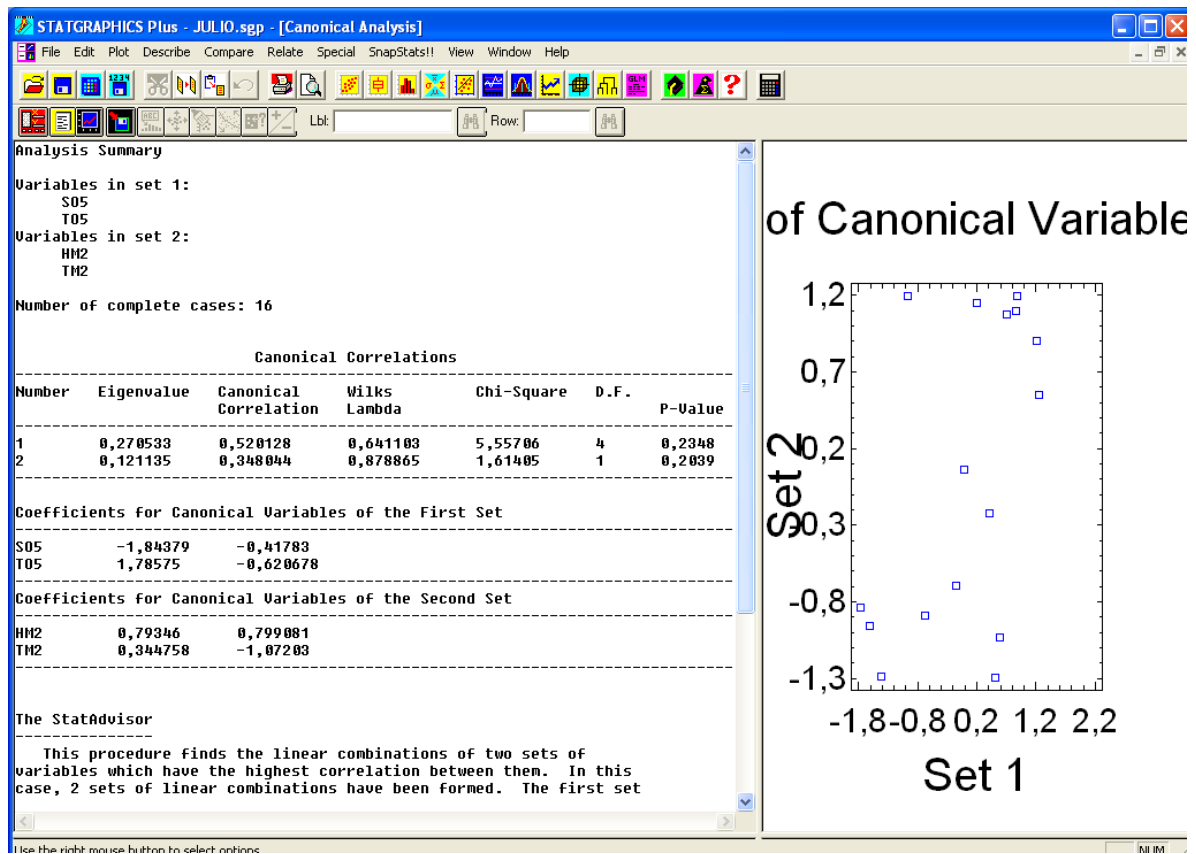 STATGRAPHICS Plus - JULIO.sgp - [Canonical Analysis]
File Edit Plot Describe Compare Relate Special SnapStats!! View Window Help
Lbl: Row:
Analysis Summary
Variables in set 1:
SO5
TO5
Variables in set 2:
HM2
TM2
Number of complete cases: 16
Canonical Correlations
Number Eigenvalue Canonical Wilks Chi-Square D.F.
Correlation Lambda P-Value
1 0,270533 0,520128 0,641103 5,55706 4 0,2348
2 0,121135 0,348044 0,878865 1,61405 1 0,2039
Coefficients for Canonical Variables of the First Set
SO5 -1,84379 -0,41783
TO5 1,78575 -0,620678
Coefficients for Canonical Variables of the Second Set
HM2 0,79346 0,799081
TM2 0,344758 -1,07203
The StatAdvisor
This procedure finds the linear combinations of two sets of
variables which have the highest correlation between them. In this
case, 2 sets of linear combinations have been formed. The first set
of Canonical Variable
1,2
0,7
0,2
-0,3
-0,8
-1,3
Set 2
-1,8 -0,8 0,2 1,2 2,2
Set 1
Use the right mouse button to select options
NUM